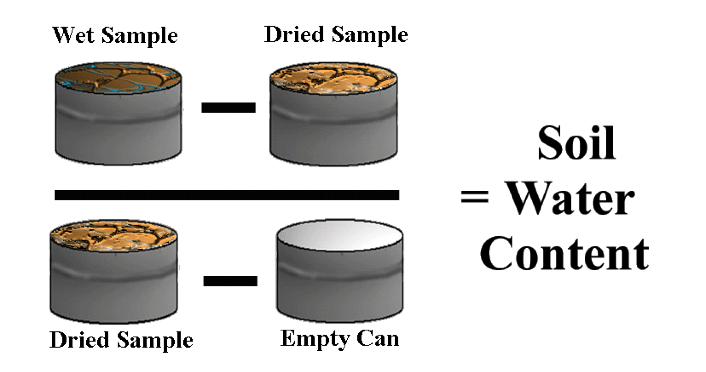 Wet Sample
Dried Sample
Soil
= Water
Content
Dried Sample
Empty Can